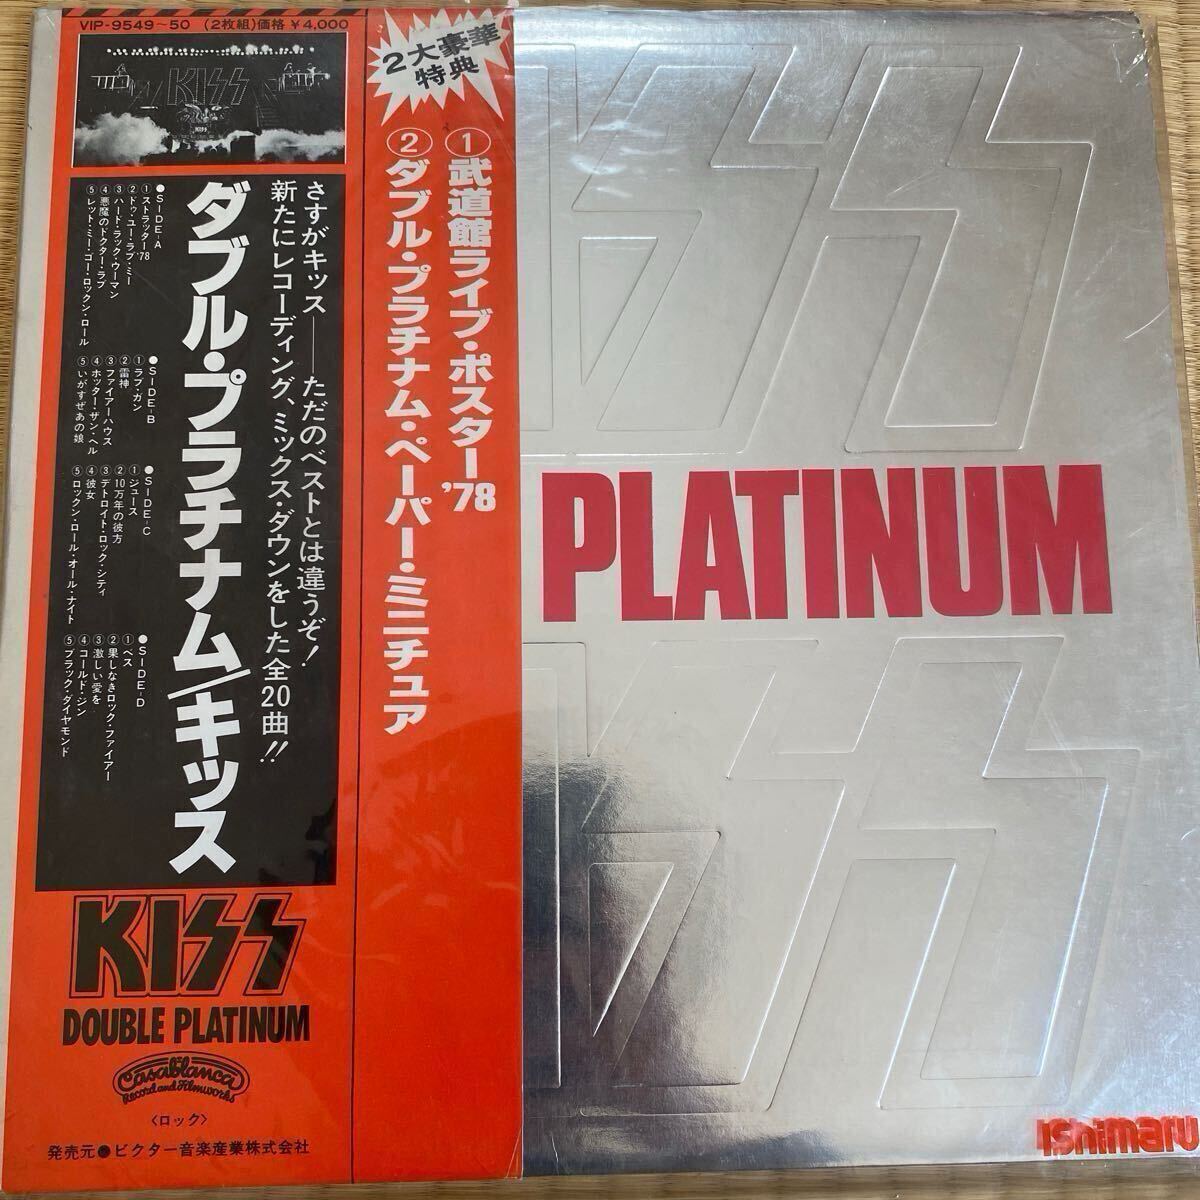 VIP-9549〜50 (2枚組)価格 ¥4,000
KISS
KISS
2大豪華
特典
①武道館ライブ・ポスター'78
②ダブル・プラチナム・ペーパー・ミニチュア
さすがキッス――ただのベストとは違うぞ!
新たにレコーディング、ミックス・ダウンをした全20曲!!
ダブル・プラチナム/キッス
●SIDE-A
①ストラッター'78
②ドゥ・ユー・ラブ・ミー
③ハード・ラック・ウーマン
④悪魔のドクター・ラブ
⑤レット・ミー・ゴー・ロックン・ロール
●SIDE-B
①ラブ・ガン
②雷神
③ファイアーハウス
④ホッター・ザン・ヘル
⑤いかすぜあの娘
●SIDE-C
①ジュース
②10万年の彼方
③デトロイト・ロック・シティ
④彼女
⑤ロックン・ロール・オール・ナイト
●SIDE-D
①ベス
②果しなきロック・ファイアー
③激しい愛を
④コールド・ジン
⑤ブラック・ダイヤモンド
KISS
DOUBLE PLATINUM
Casablanca
Record and Filmworks
〈ロック〉
発売元●ビクター音楽産業株式会社
PLATINUM
Ishimaru